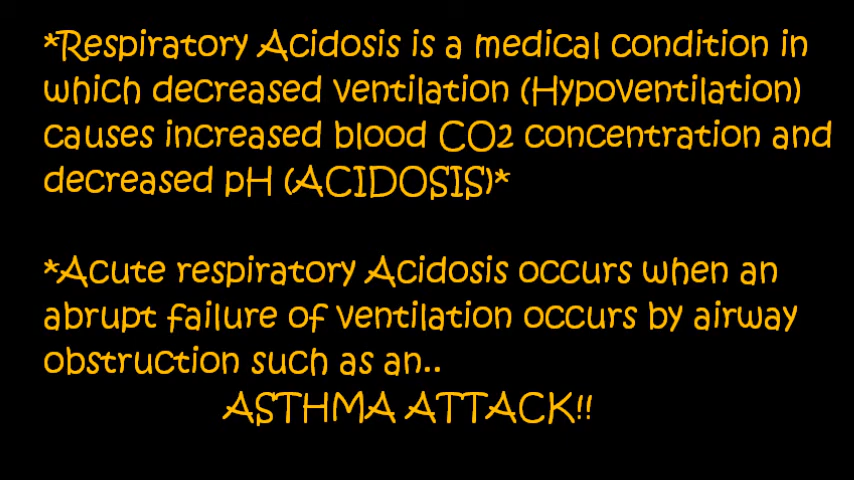 *Respiratory Acidosis is a medical condition in
which decreased ventilation (Hypoventilation)
causes increased blood CO2 concentration and
decreased pH (ACIDOSIS)*
*Acute respiratory Acidosis occurs when an
abrupt failure of ventilation occurs by airway
obstruction such as an..
ASTHMA ATTACK!!